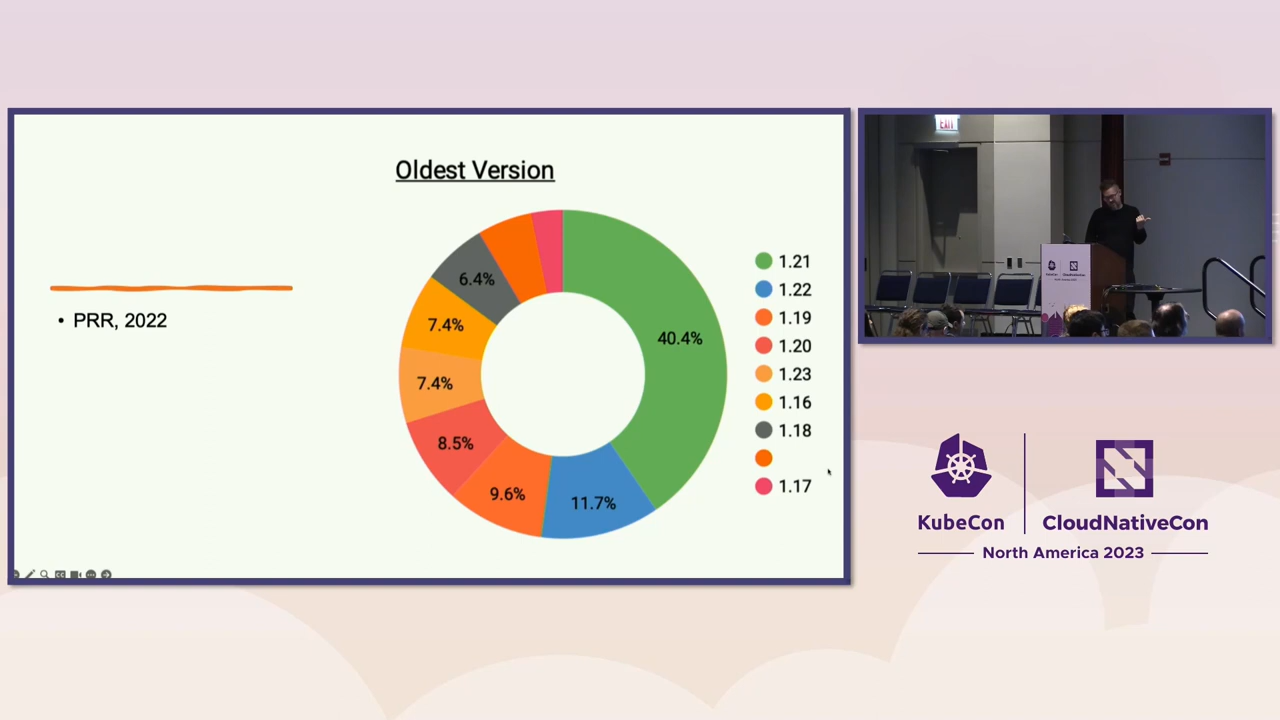 Oldest Version
• PRR, 2022
6.4%
7.4%
7.4%
8.5%
9.6%
11.7%
40.4%
1.21
1.22
1.19
1.20
1.23
1.16
1.18
1.17
EXIT
KubeCon
CloudNativeCon
North America 2023